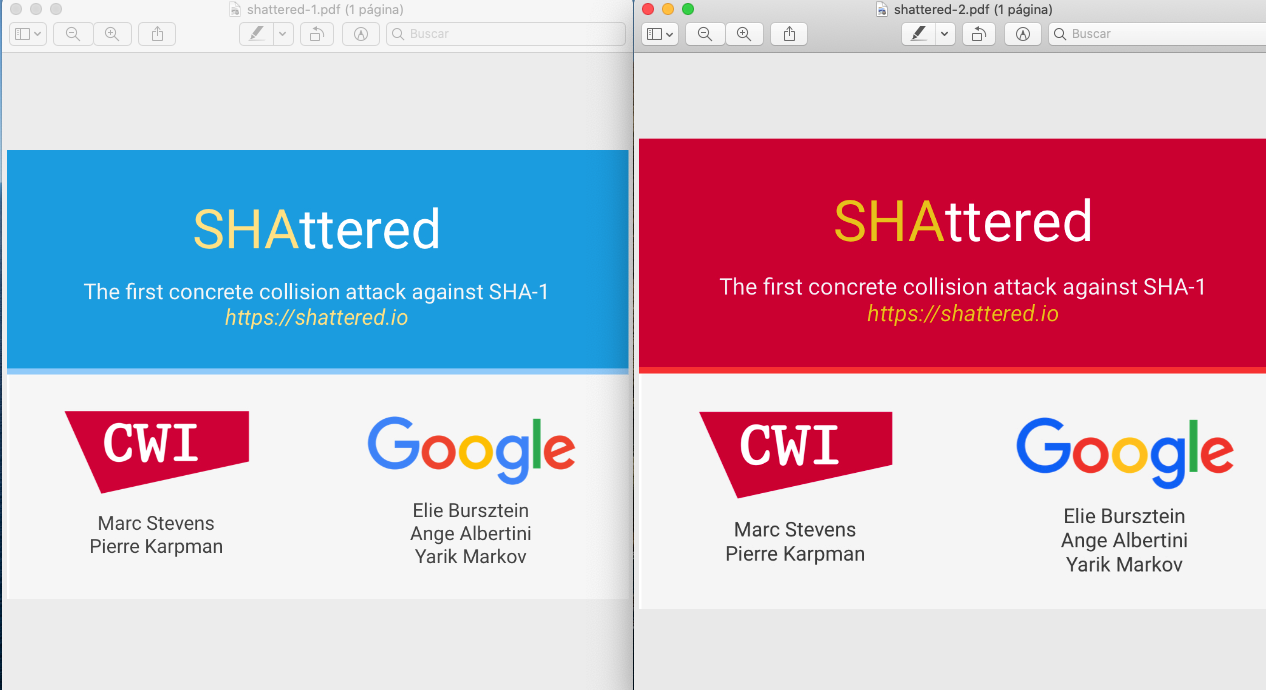 shattered-1.pdf (1 página)
Buscar
SHAttered
The first concrete collision attack against SHA-1
https://shattered.io
CWI
Google
Marc Stevens
Pierre Karpman
Elie Bursztein
Ange Albertini
Yarik Markov
shattered-2.pdf (1 página)
Buscar
SHAttered
The first concrete collision attack against SHA-1
https://shattered.io
CWI
Google
Marc Stevens
Pierre Karpman
Elie Bursztein
Ange Albertini
Yarik Markov